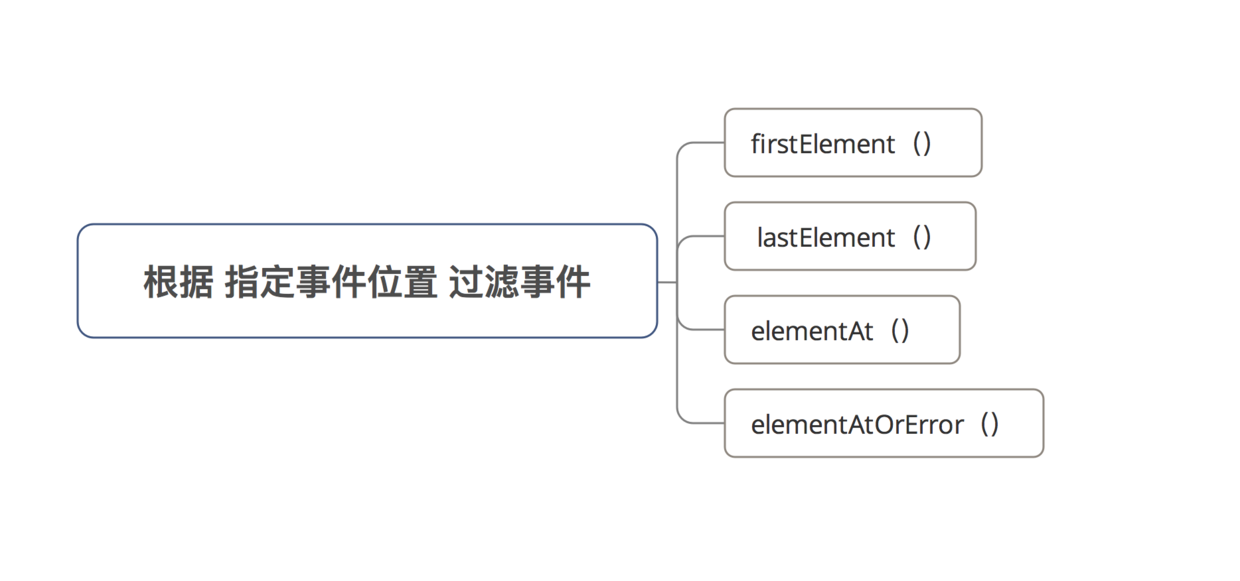 根据 指定事件位置 过滤事件
firstElement（）
lastElement（）
elementAt（）
elementAtOrError（）